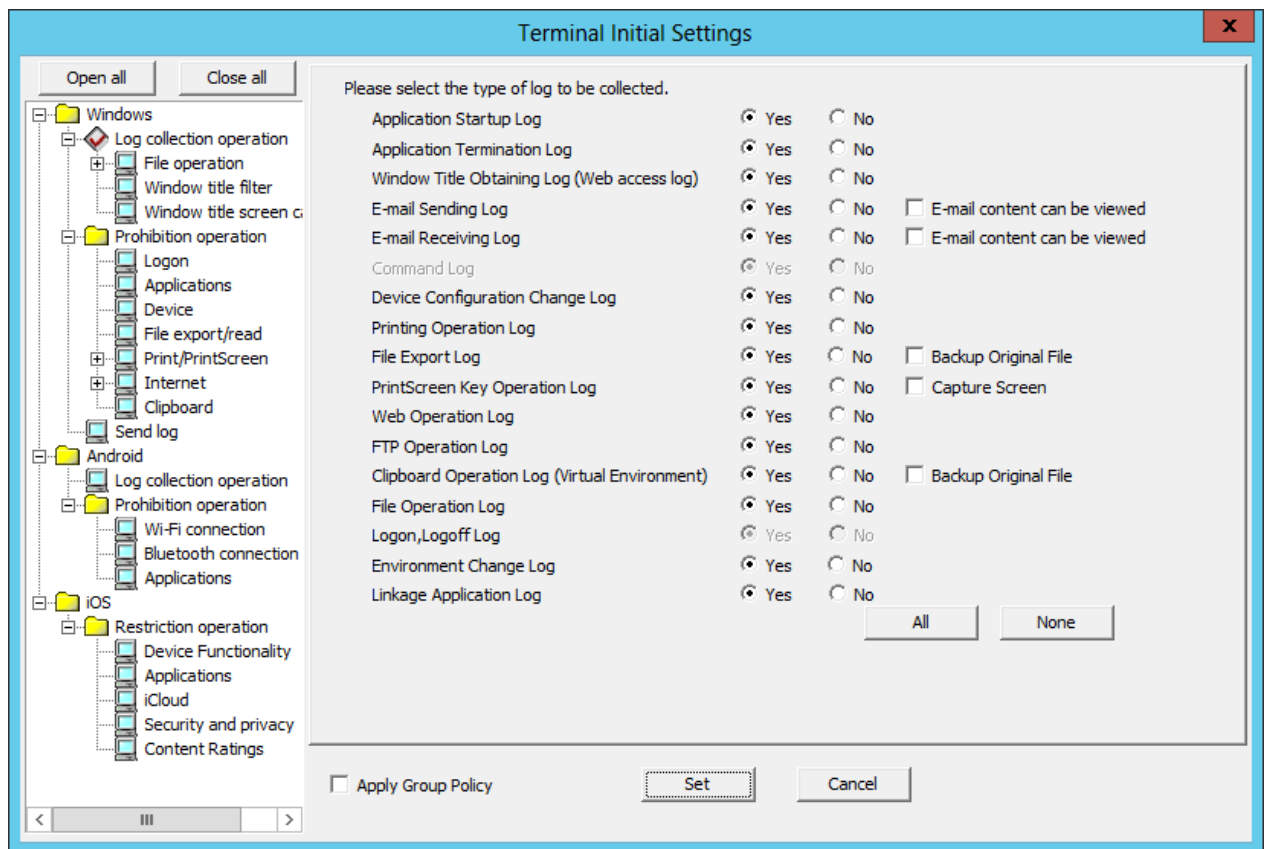 Terminal Initial Settings
x
Open all
Close all
Windows
Log collection operation
File operation
Window title filter
Window title screen ca
Prohibition operation
Logon
Applications
Device
File export/read
Print/PrintScreen
Internet
Clipboard
Send log
Android
Log collection operation
Prohibition operation
Wi-Fi connection
Bluetooth connection
Applications
iOS
Restriction operation
Device Functionality
Applications
iCloud
Security and privacy
Content Ratings
Please select the type of log to be collected.
Application Startup Log Yes No
Application Termination Log Yes No
Window Title Obtaining Log (Web access log) Yes No
E-mail Sending Log Yes No E-mail content can be viewed
E-mail Receiving Log Yes No E-mail content can be viewed
Command Log Yes No
Device Configuration Change Log Yes No
Printing Operation Log Yes No
File Export Log Yes No Backup Original File
PrintScreen Key Operation Log Yes No Capture Screen
Web Operation Log Yes No
FTP Operation Log Yes No
Clipboard Operation Log (Virtual Environment) Yes No Backup Original File
File Operation Log Yes No
Logon,Logoff Log Yes No
Environment Change Log Yes No
Linkage Application Log Yes No
All None
Apply Group Policy Set Cancel